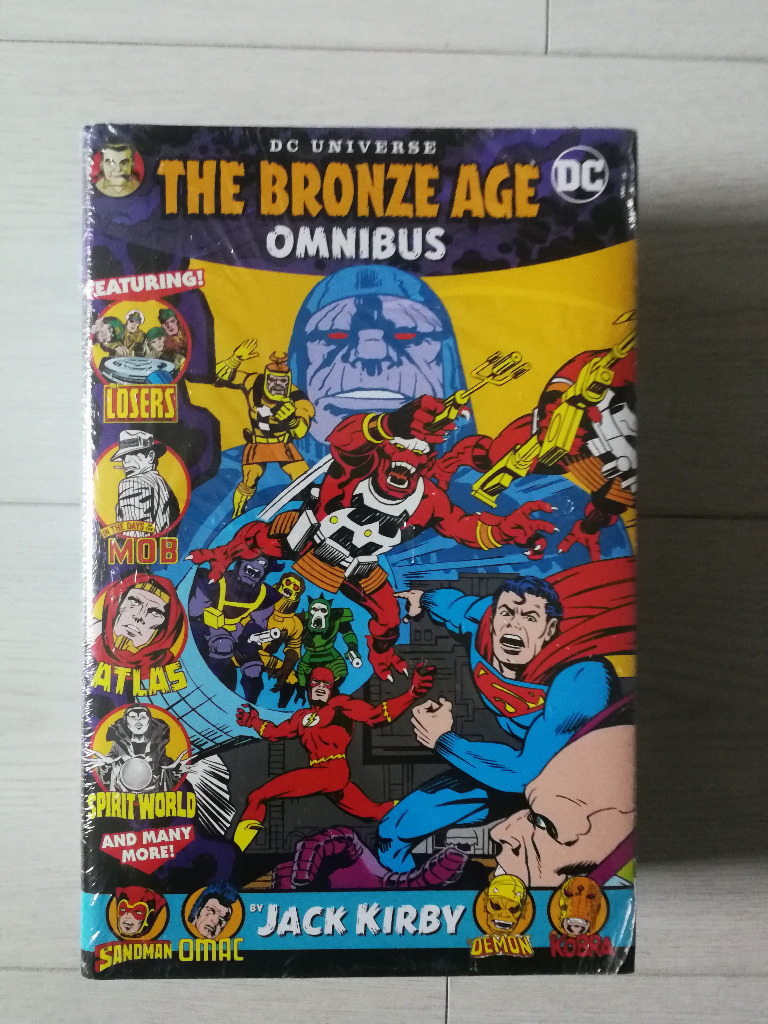 DC UNIVERSE
THE BRONZE AGE
OMNIBUS
DC
FEATURING!
LOSERS
IN THE DAYS OF THE
MOB
ATLAS
SPIRIT WORLD
AND MANY
MORE!
SANDMAN
OMAC
BY JACK KIRBY
DEMON
KOBRA